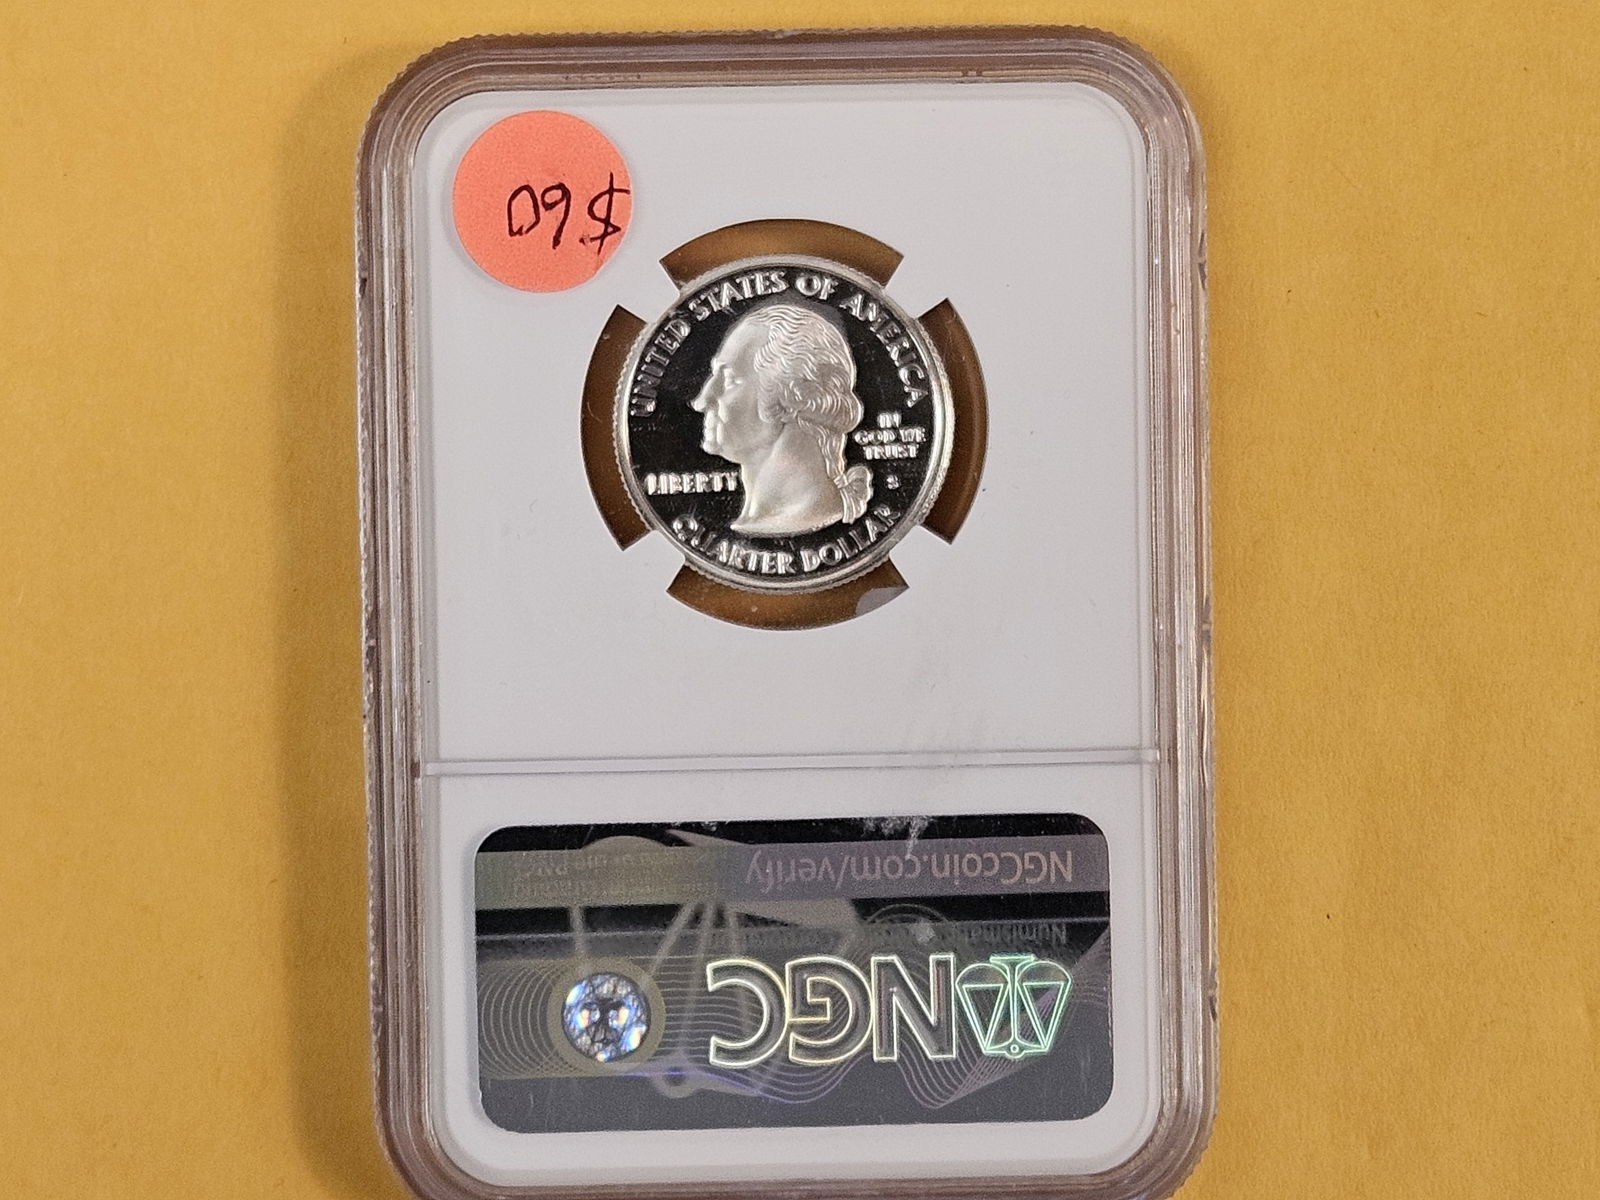 $60
UNITED STATES OF AMERICA
IN
GOD WE
TRUST
LIBERTY
S
QUARTER DOLLAR
NGCcoin.com/verify
NGC